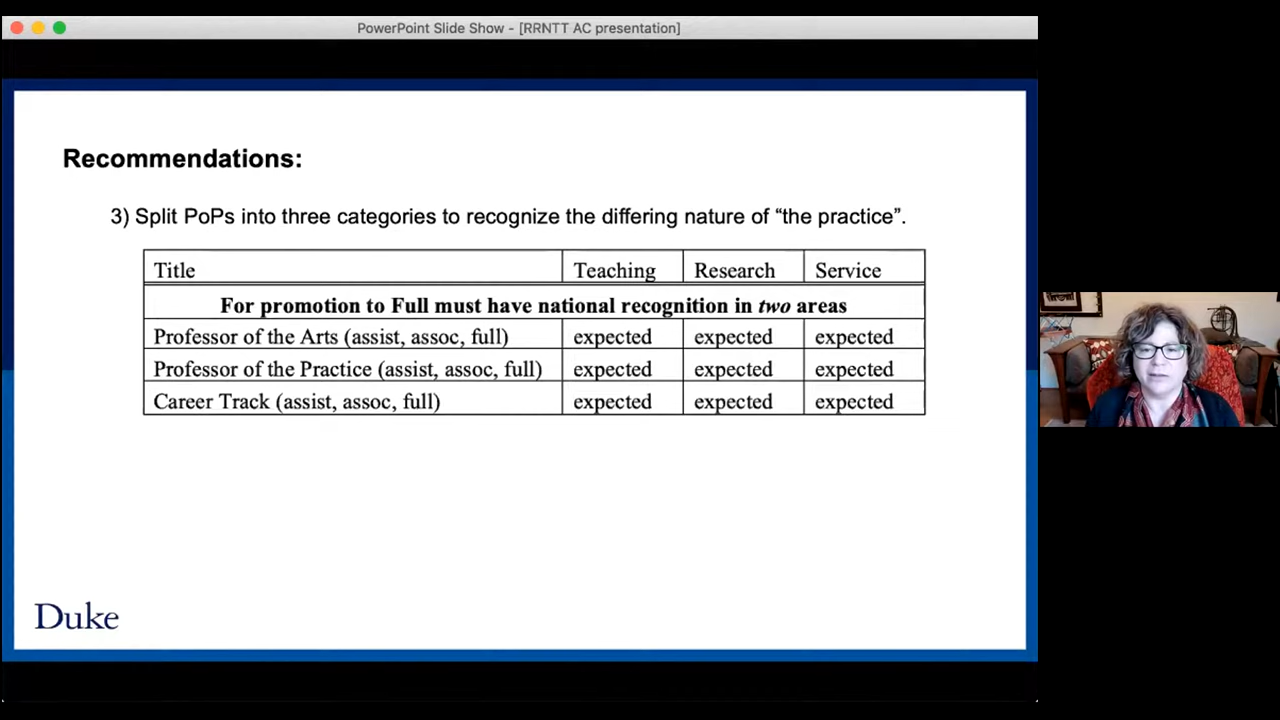 PowerPoint Slide Show - [RRNTT AC presentation]
Recommendations:
3) Split PoPs into three categories to recognize the differing nature of “the practice”.
Title Teaching Research Service
For promotion to Full must have national recognition in two areas
Professor of the Arts (assist, assoc, full) expected expected expected
Professor of the Practice (assist, assoc, full) expected expected expected
Career Track (assist, assoc, full) expected expected expected
Duke